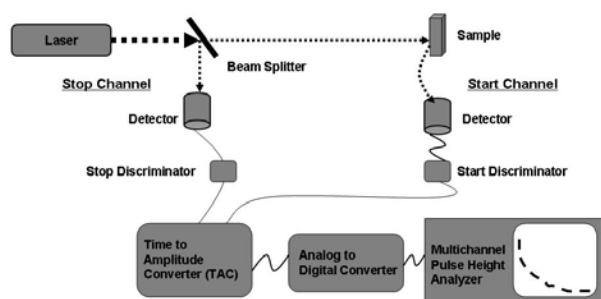 Laser
Sample
Beam Splitter
Stop Channel
Start Channel
Detector
Detector
Stop Discriminator
Start Discriminator
Time to
Amplitude
Converter (TAC)
Analog to
Digital Converter
Multichannel
Pulse Height
Analyzer